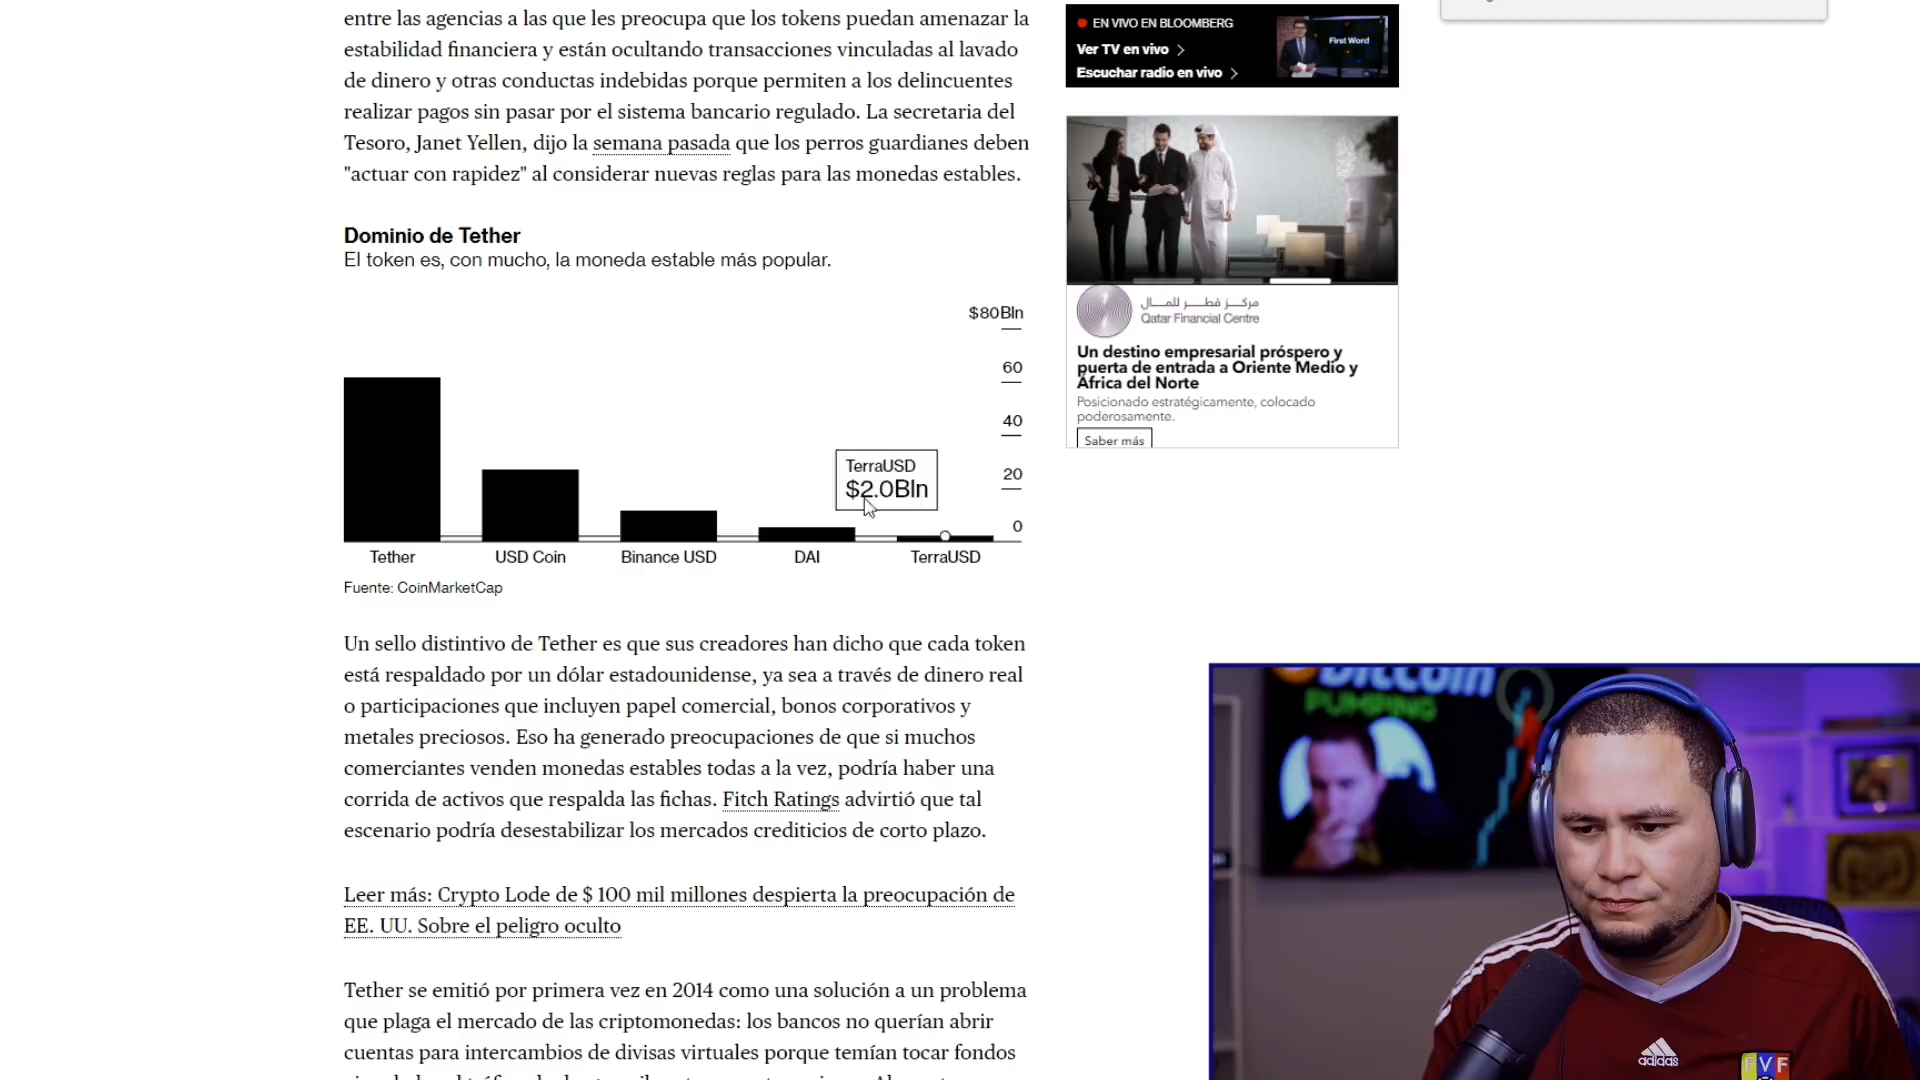 entre las agencias a las que les preocupa que los tokens puedan amenazar la
estabilidad financiera y están ocultando transacciones vinculadas al lavado
de dinero y otras conductas indebidas porque permiten a los delincuentes
realizar pagos sin pasar por el sistema bancario regulado. La secretaria del
Tesoro, Janet Yellen, dijo la semana pasada que los perros guardianes deben
"actuar con rapidez" al considerar nuevas reglas para las monedas estables.
Dominio de Tether
El token es, con mucho, la moneda estable más popular.
$80Bln
60
40
20
0
TerraUSD
$2.0Bln
Tether
USD Coin
Binance USD
DAI
TerraUSD
Fuente: CoinMarketCap
Un sello distintivo de Tether es que sus creadores han dicho que cada token
está respaldado por un dólar estadounidense, ya sea a través de dinero real
o participaciones que incluyen papel comercial, bonos corporativos y
metales preciosos. Eso ha generado preocupaciones de que si muchos
comerciantes venden monedas estables todas a la vez, podría haber una
corrida de activos que respalda las fichas. Fitch Ratings advirtió que tal
escenario podría desestabilizar los mercados crediticios de corto plazo.
Leer más: Crypto Lode de $ 100 mil millones despierta la preocupación de
EE. UU. Sobre el peligro oculto
Tether se emitió por primera vez en 2014 como una solución a un problema
que plaga el mercado de las criptomonedas: los bancos no querían abrir
cuentas para intercambios de divisas virtuales porque temían tocar fondos
EN VIVO EN BLOOMBERG
Ver TV en vivo
Escuchar radio en vivo
First Word
مركز قطر للمال
Qatar Financial Centre
Un destino empresarial próspero y
puerta de entrada a Oriente Medio y
África del Norte
Posicionado estratégicamente, colocado
poderosamente.
Saber más
Bitcoin
PUMPING
adidas
FVF